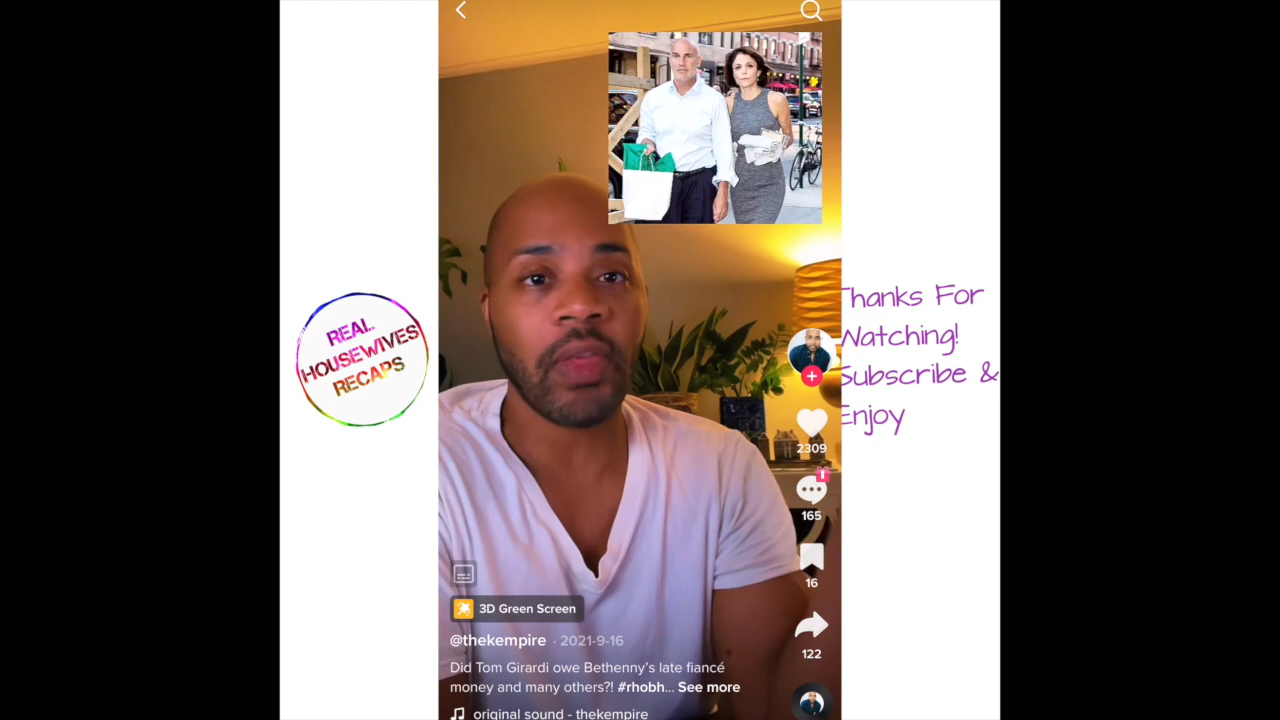 REAL
HOUSEWIVES
RECAPS
Thanks For
Watching!
Subscribe &
Enjoy
2309
165
16
122
3D Green Screen
@thekempire · 2021-9-16
Did Tom Girardi owe Bethenny's late fiancé
money and many others?! #rhobh... See more
original sound - thekempire